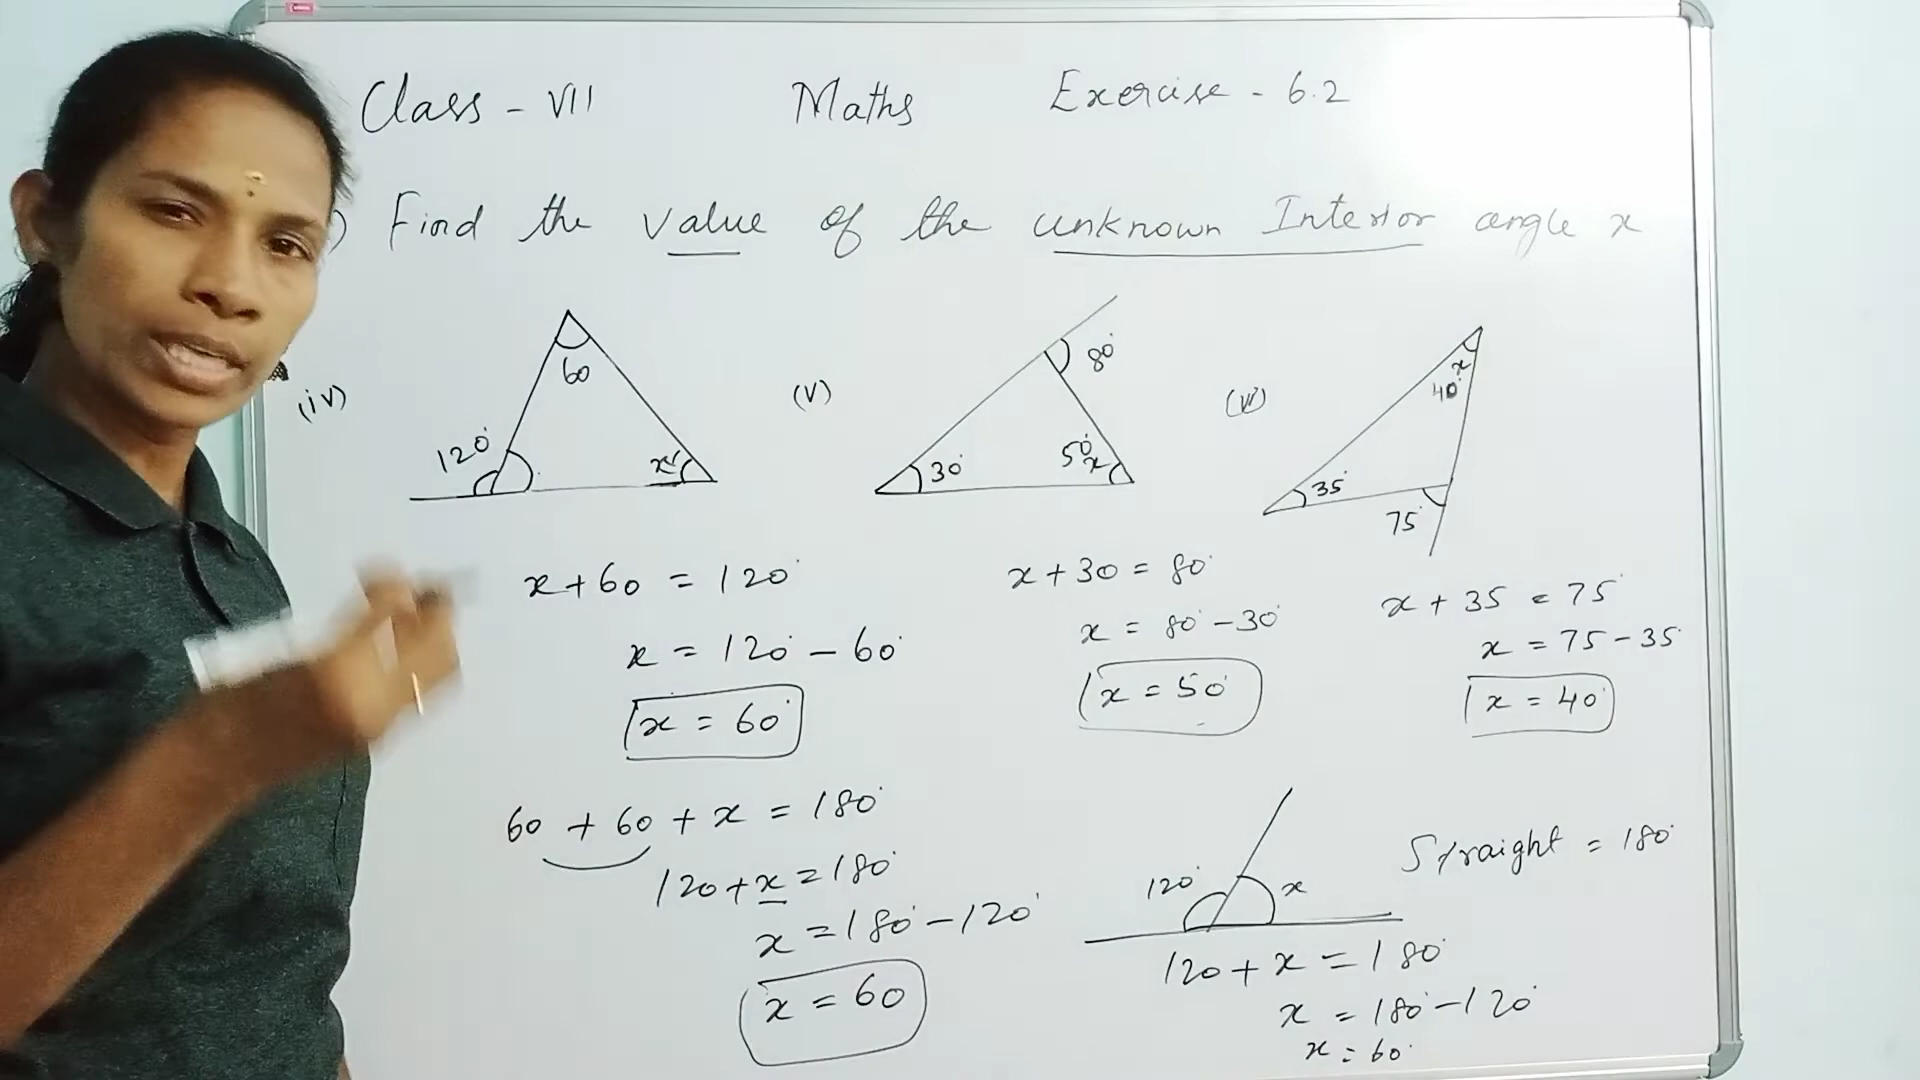 Class - VII Maths Exercise - 6.2
) Find the value of the unknown Interior angle x
(iv) 120° 60 x
(v) 30° 80° 50° x
(vi) 35° x 40° 75°
x + 60 = 120°
x = 120° - 60°
x = 60°
x + 30 = 80°
x = 80° - 30°
x = 50°
x + 35 = 75°
x = 75 - 35°
x = 40°
60 + 60 + x = 180°
120 + x = 180°
x = 180° - 120°
x = 60
120° x Straight = 180°
120 + x = 180°
x = 180° - 120°
x = 60°